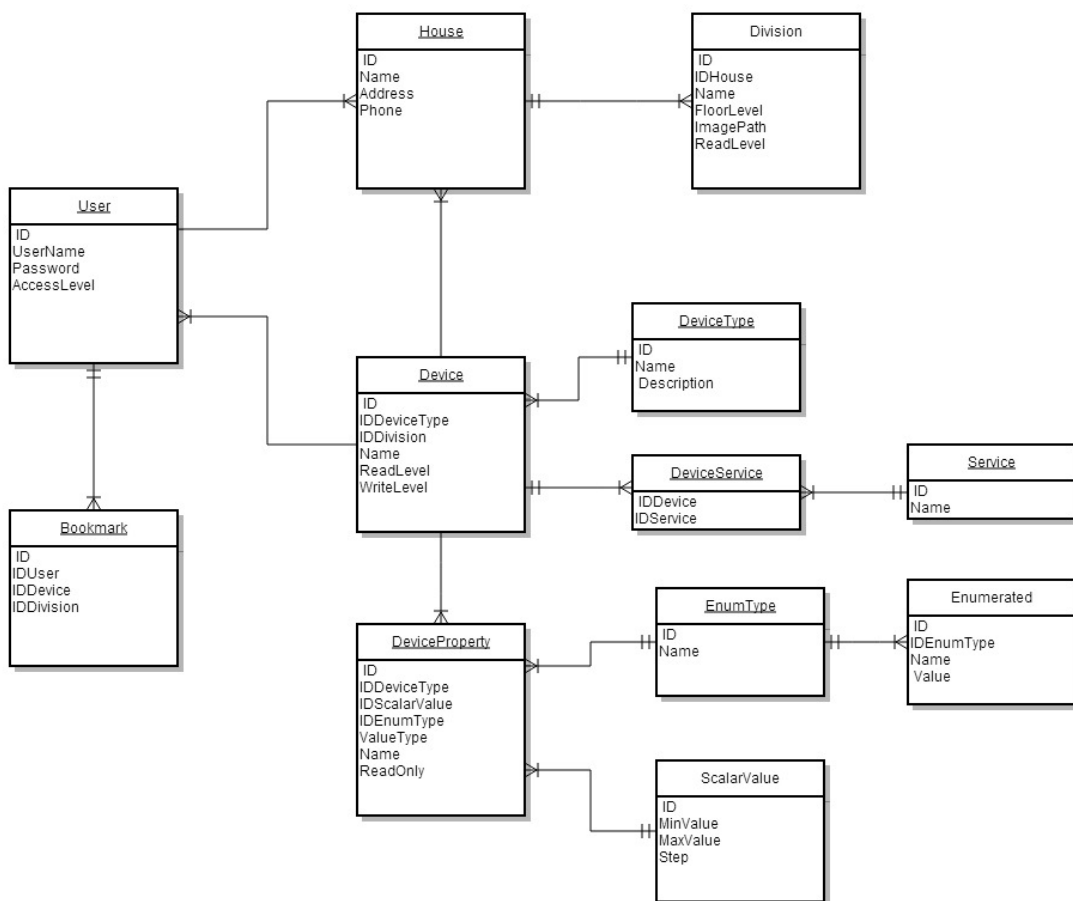 House
ID
Name
Address
Phone
Division
ID
IDHouse
Name
FloorLevel
ImagePath
ReadLevel
User
ID
UserName
Password
AccessLevel
DeviceType
ID
Name
Description
Device
ID
IDDeviceType
IDDivision
Name
ReadLevel
WriteLevel
DeviceService
IDDevice
IDService
Service
ID
Name
Bookmark
ID
IDUser
IDDevice
IDDivision
EnumType
ID
Name
Enumerated
ID
IDEnumType
Name
Value
DeviceProperty
ID
IDDeviceType
IDScalarValue
IDEnumType
ValueType
Name
ReadOnly
ScalarValue
ID
MinValue
MaxValue
Step